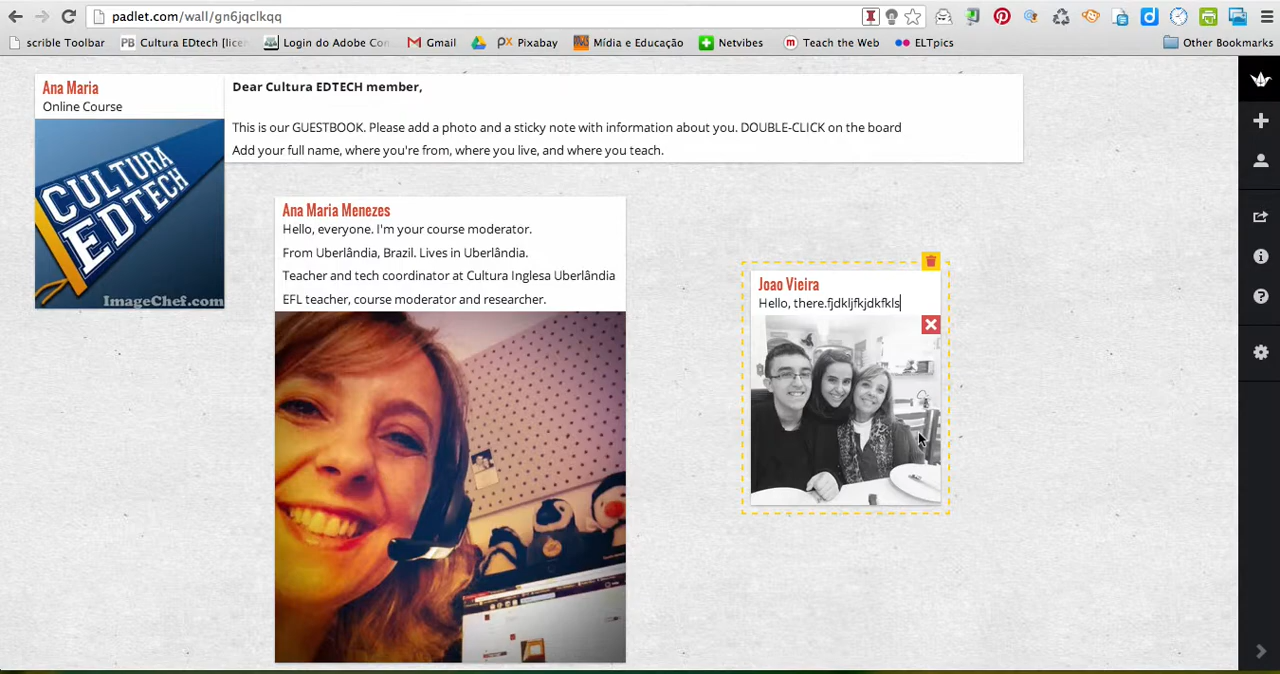 padlet.com/wall/gn6jqclkqq
scrible Toolbar
PB Cultura EDtech [licen
Login do Adobe Con
Gmail
px Pixabay
Mídia e Educação
Netvibes
m Teach the Web
ELTpics
Other Bookmarks
Ana Maria
Online Course
CULTURA
EDTECH
ImageChef.com
Dear Cultura EDTECH member,
This is our GUESTBOOK. Please add a photo and a sticky note with information about you. DOUBLE-CLICK on the board
Add your full name, where you're from, where you live, and where you teach.
Ana Maria Menezes
Hello, everyone. I'm your course moderator.
From Uberlândia, Brazil. Lives in Uberlândia.
Teacher and tech coordinator at Cultura Inglesa Uberlândia
EFL teacher, course moderator and researcher.
Joao Vieira
Hello, there.fjdkljfkjdkfkls